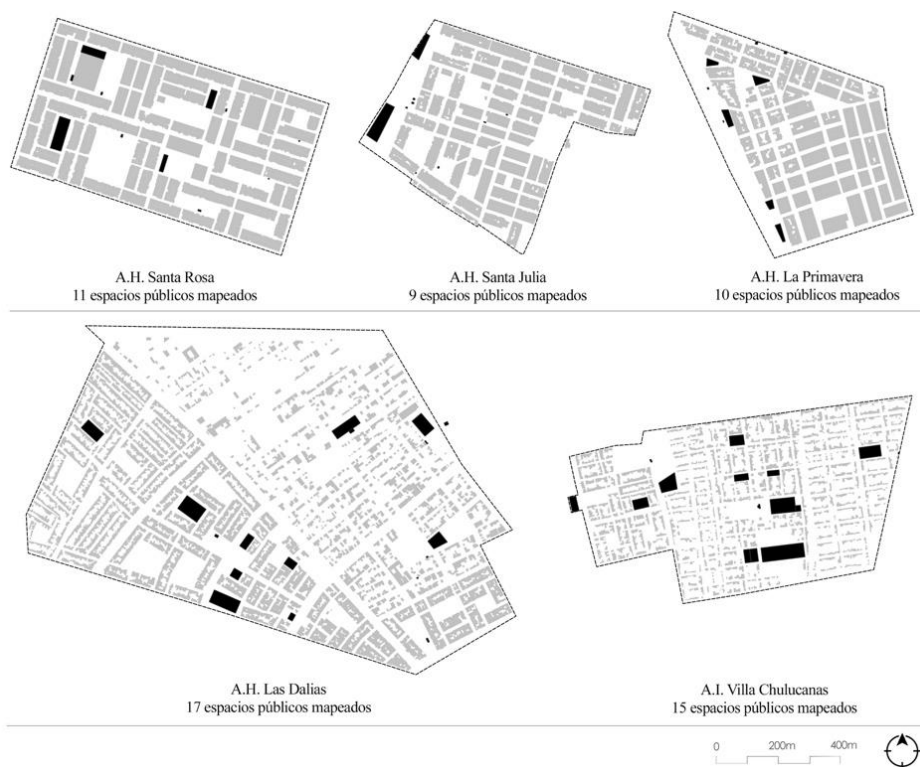 A.H. Santa Rosa
11 espacios públicos mapeados
A.H. Santa Julia
9 espacios públicos mapeados
A.H. La Primavera
10 espacios públicos mapeados
A.H. Las Dalias
17 espacios públicos mapeados
A.I. Villa Chulucanas
15 espacios públicos mapeados
0 200m 400m